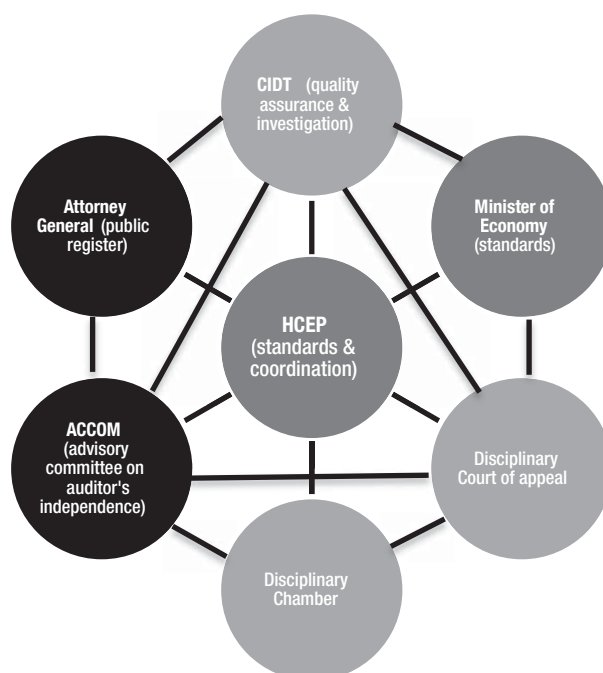 CIDT (quality
assurance &
investigation)
Attorney
General (public
register)
Minister of
Economy
(standards)
HCEP
(standards &
coordination)
ACCOM
(advisory
committee on
auditor's
independence)
Disciplinary
Court of appeal
Disciplinary
Chamber